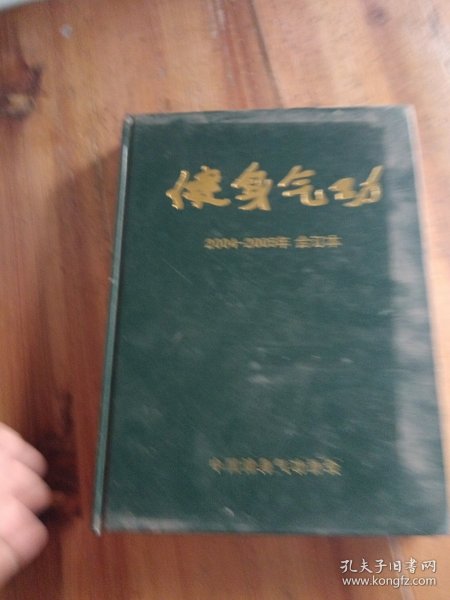 健身气功
2004-2005年 合订本
中国健身气功协会
孔夫子旧书网
www.kongfz.com